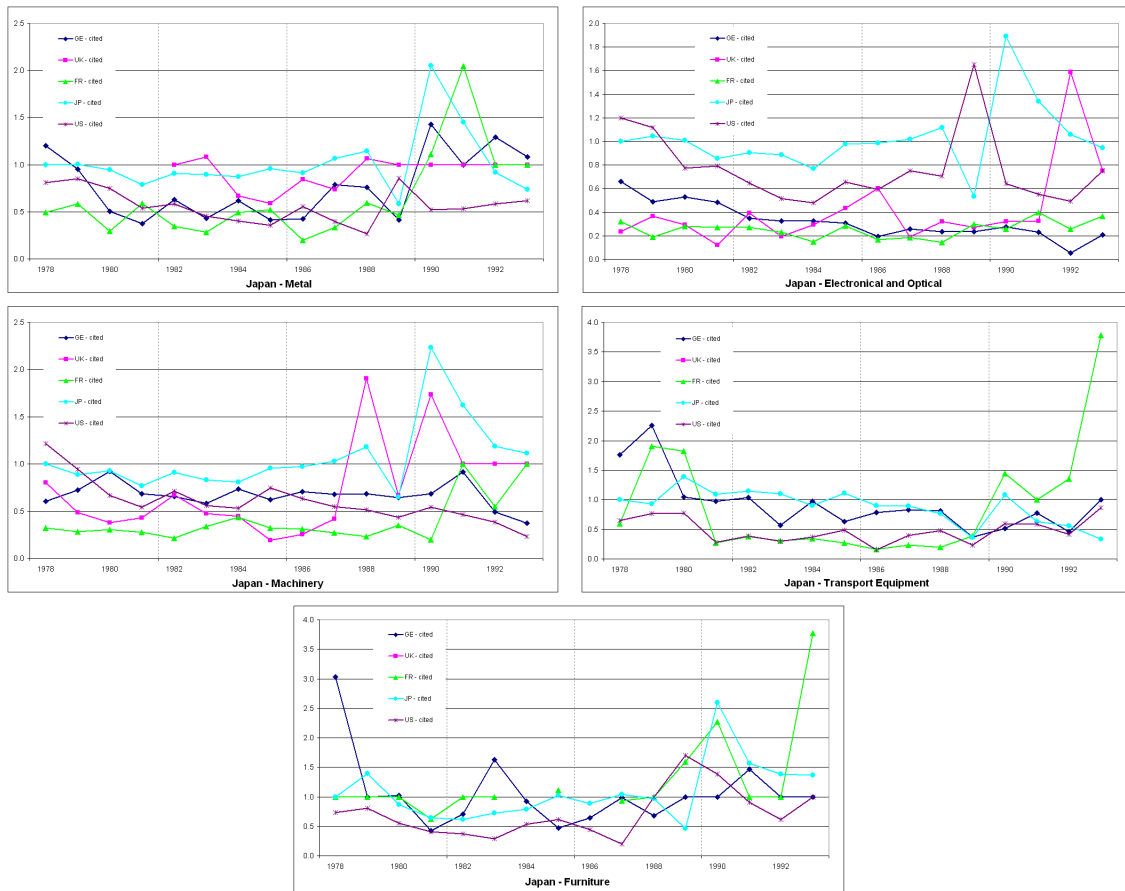 2.5
2.0
1.5
1.0
0.5
0.0
GE - cited
UK - cited
FR - cited
JP - cited
US - cited
1978 1980 1982 1984 1986 1988 1990 1992
Japan - Metal
2.0
1.8
1.6
1.4
1.2
1.0
0.8
0.6
0.4
0.2
0.0
GE - cited
UK - cited
FR - cited
JP - cited
US - cited
1978 1980 1982 1984 1986 1988 1990 1992
Japan - Electronical and Optical
2.5
2.0
1.5
1.0
0.5
0.0
GE - cited
UK - cited
FR - cited
JP - cited
US - cited
1978 1980 1982 1984 1986 1988 1990 1992
Japan - Machinery
4.0
3.5
3.0
2.5
2.0
1.5
1.0
0.5
0.0
GE - cited
UK - cited
FR - cited
JP - cited
US - cited
1978 1980 1982 1984 1986 1988 1990 1992
Japan - Transport Equipment
4.0
3.5
3.0
2.5
2.0
1.5
1.0
0.5
0.0
GE - cited
UK - cited
FR - cited
JP - cited
US - cited
1978 1980 1982 1984 1986 1988 1990 1992
Japan - Furniture